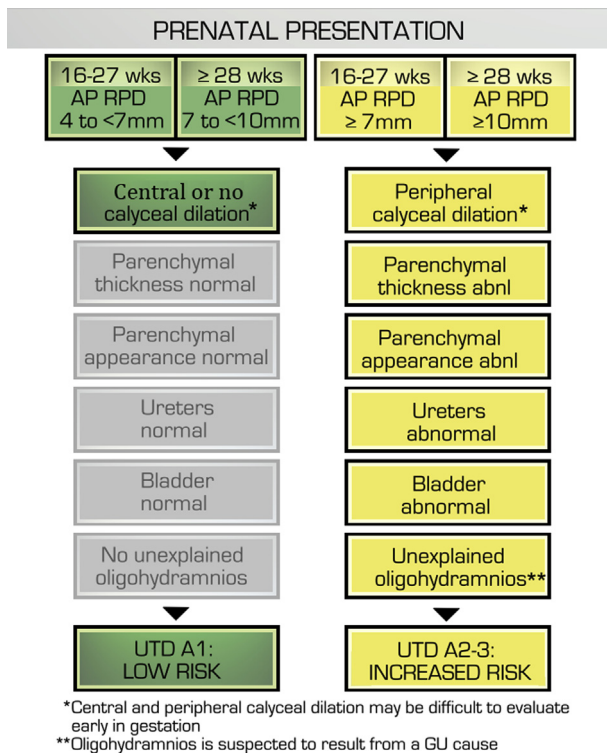 PRENATAL PRESENTATION
16-27 wks
AP RPD
4 to <7mm
≥ 28 wks
AP RPD
7 to <10mm
16-27 wks
AP RPD
≥ 7mm
≥ 28 wks
AP RPD
≥10mm
Central or no
calyceal dilation*
Peripheral
calyceal dilation*
Parenchymal
thickness normal
Parenchymal
thickness abnl
Parenchymal
appearance normal
Parenchymal
appearance abnl
Ureters
normal
Ureters
abnormal
Bladder
normal
Bladder
abnormal
No unexplained
oligohydramnios
Unexplained
oligohydramnios**
UTD A1:
LOW RISK
UTD A2-3:
INCREASED RISK
*Central and peripheral calyceal dilation may be difficult to evaluate
early in gestation
**Oligohydramnios is suspected to result from a GU cause